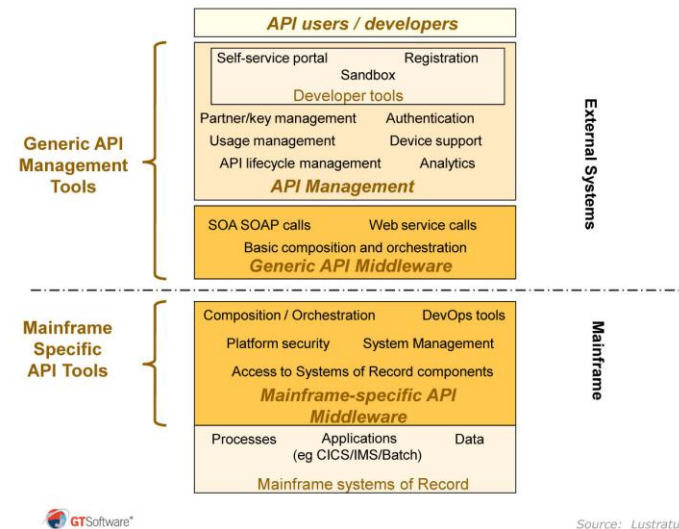 API users / developers
Self-service portal Registration
Sandbox
Developer tools
Partner/key management Authentication
Usage management Device support
API lifecycle management Analytics
API Management
Generic API
Management
Tools
External Systems
SOA SOAP calls Web service calls
Basic composition and orchestration
Generic API Middleware
Mainframe
Specific
API Tools
Composition / Orchestration DevOps tools
Platform security System Management
Access to Systems of Record components
Mainframe-specific API
Middleware
Mainframe
Processes Applications Data
(eg CICS/IMS/Batch)
Mainframe systems of Record
GTSoftware
Source: Lustratu